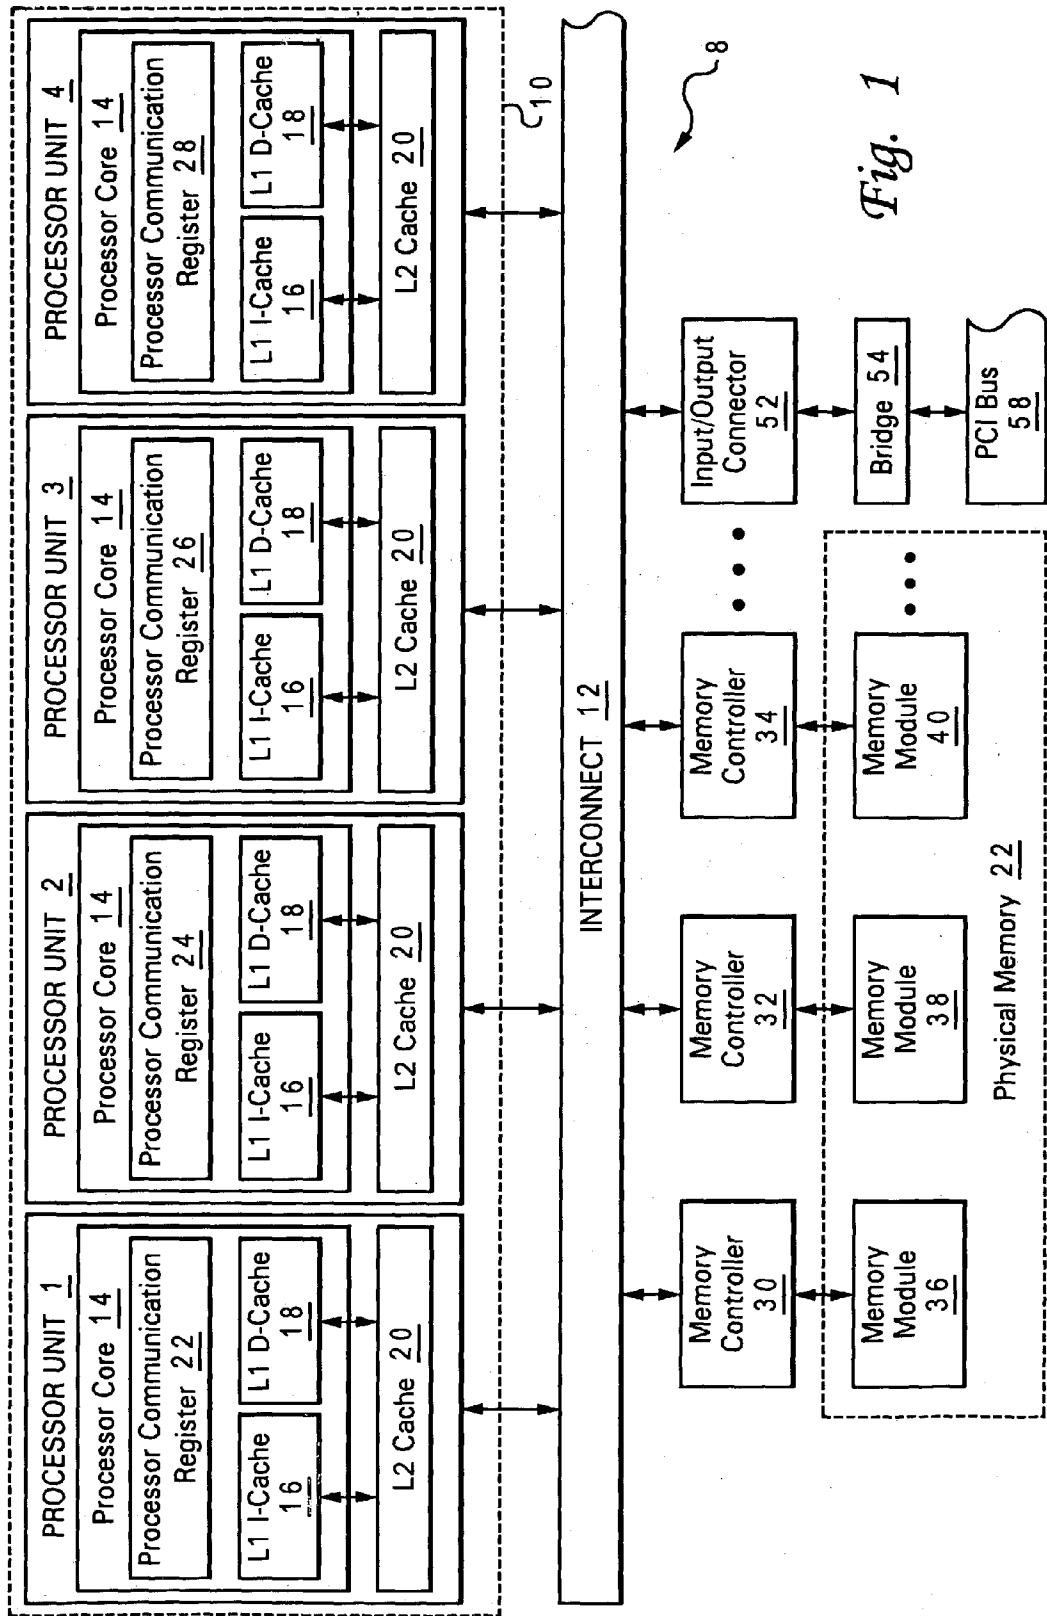 PROCESSOR UNIT 1
Processor Core 14
Processor Communication
Register 22
L1 I-Cache
16
L1 D-Cache
18
L2 Cache 20
PROCESSOR UNIT 2
Processor Core 14
Processor Communication
Register 24
L1 I-Cache
16
L1 D-Cache
18
L2 Cache 20
PROCESSOR UNIT 3
Processor Core 14
Processor Communication
Register 26
L1 I-Cache
16
L1 D-Cache
18
L2 Cache 20
PROCESSOR UNIT 4
Processor Core 14
Processor Communication
Register 28
L1 I-Cache
16
L1 D-Cache
18
L2 Cache 20
10
INTERCONNECT 12
8
Memory
Controller
30
Memory
Controller
32
Memory
Controller
34
Input/Output
Connector
52
Memory
Module
36
Memory
Module
38
Memory
Module
40
Bridge 54
PCI Bus
58
Physical Memory 22
Fig. 1